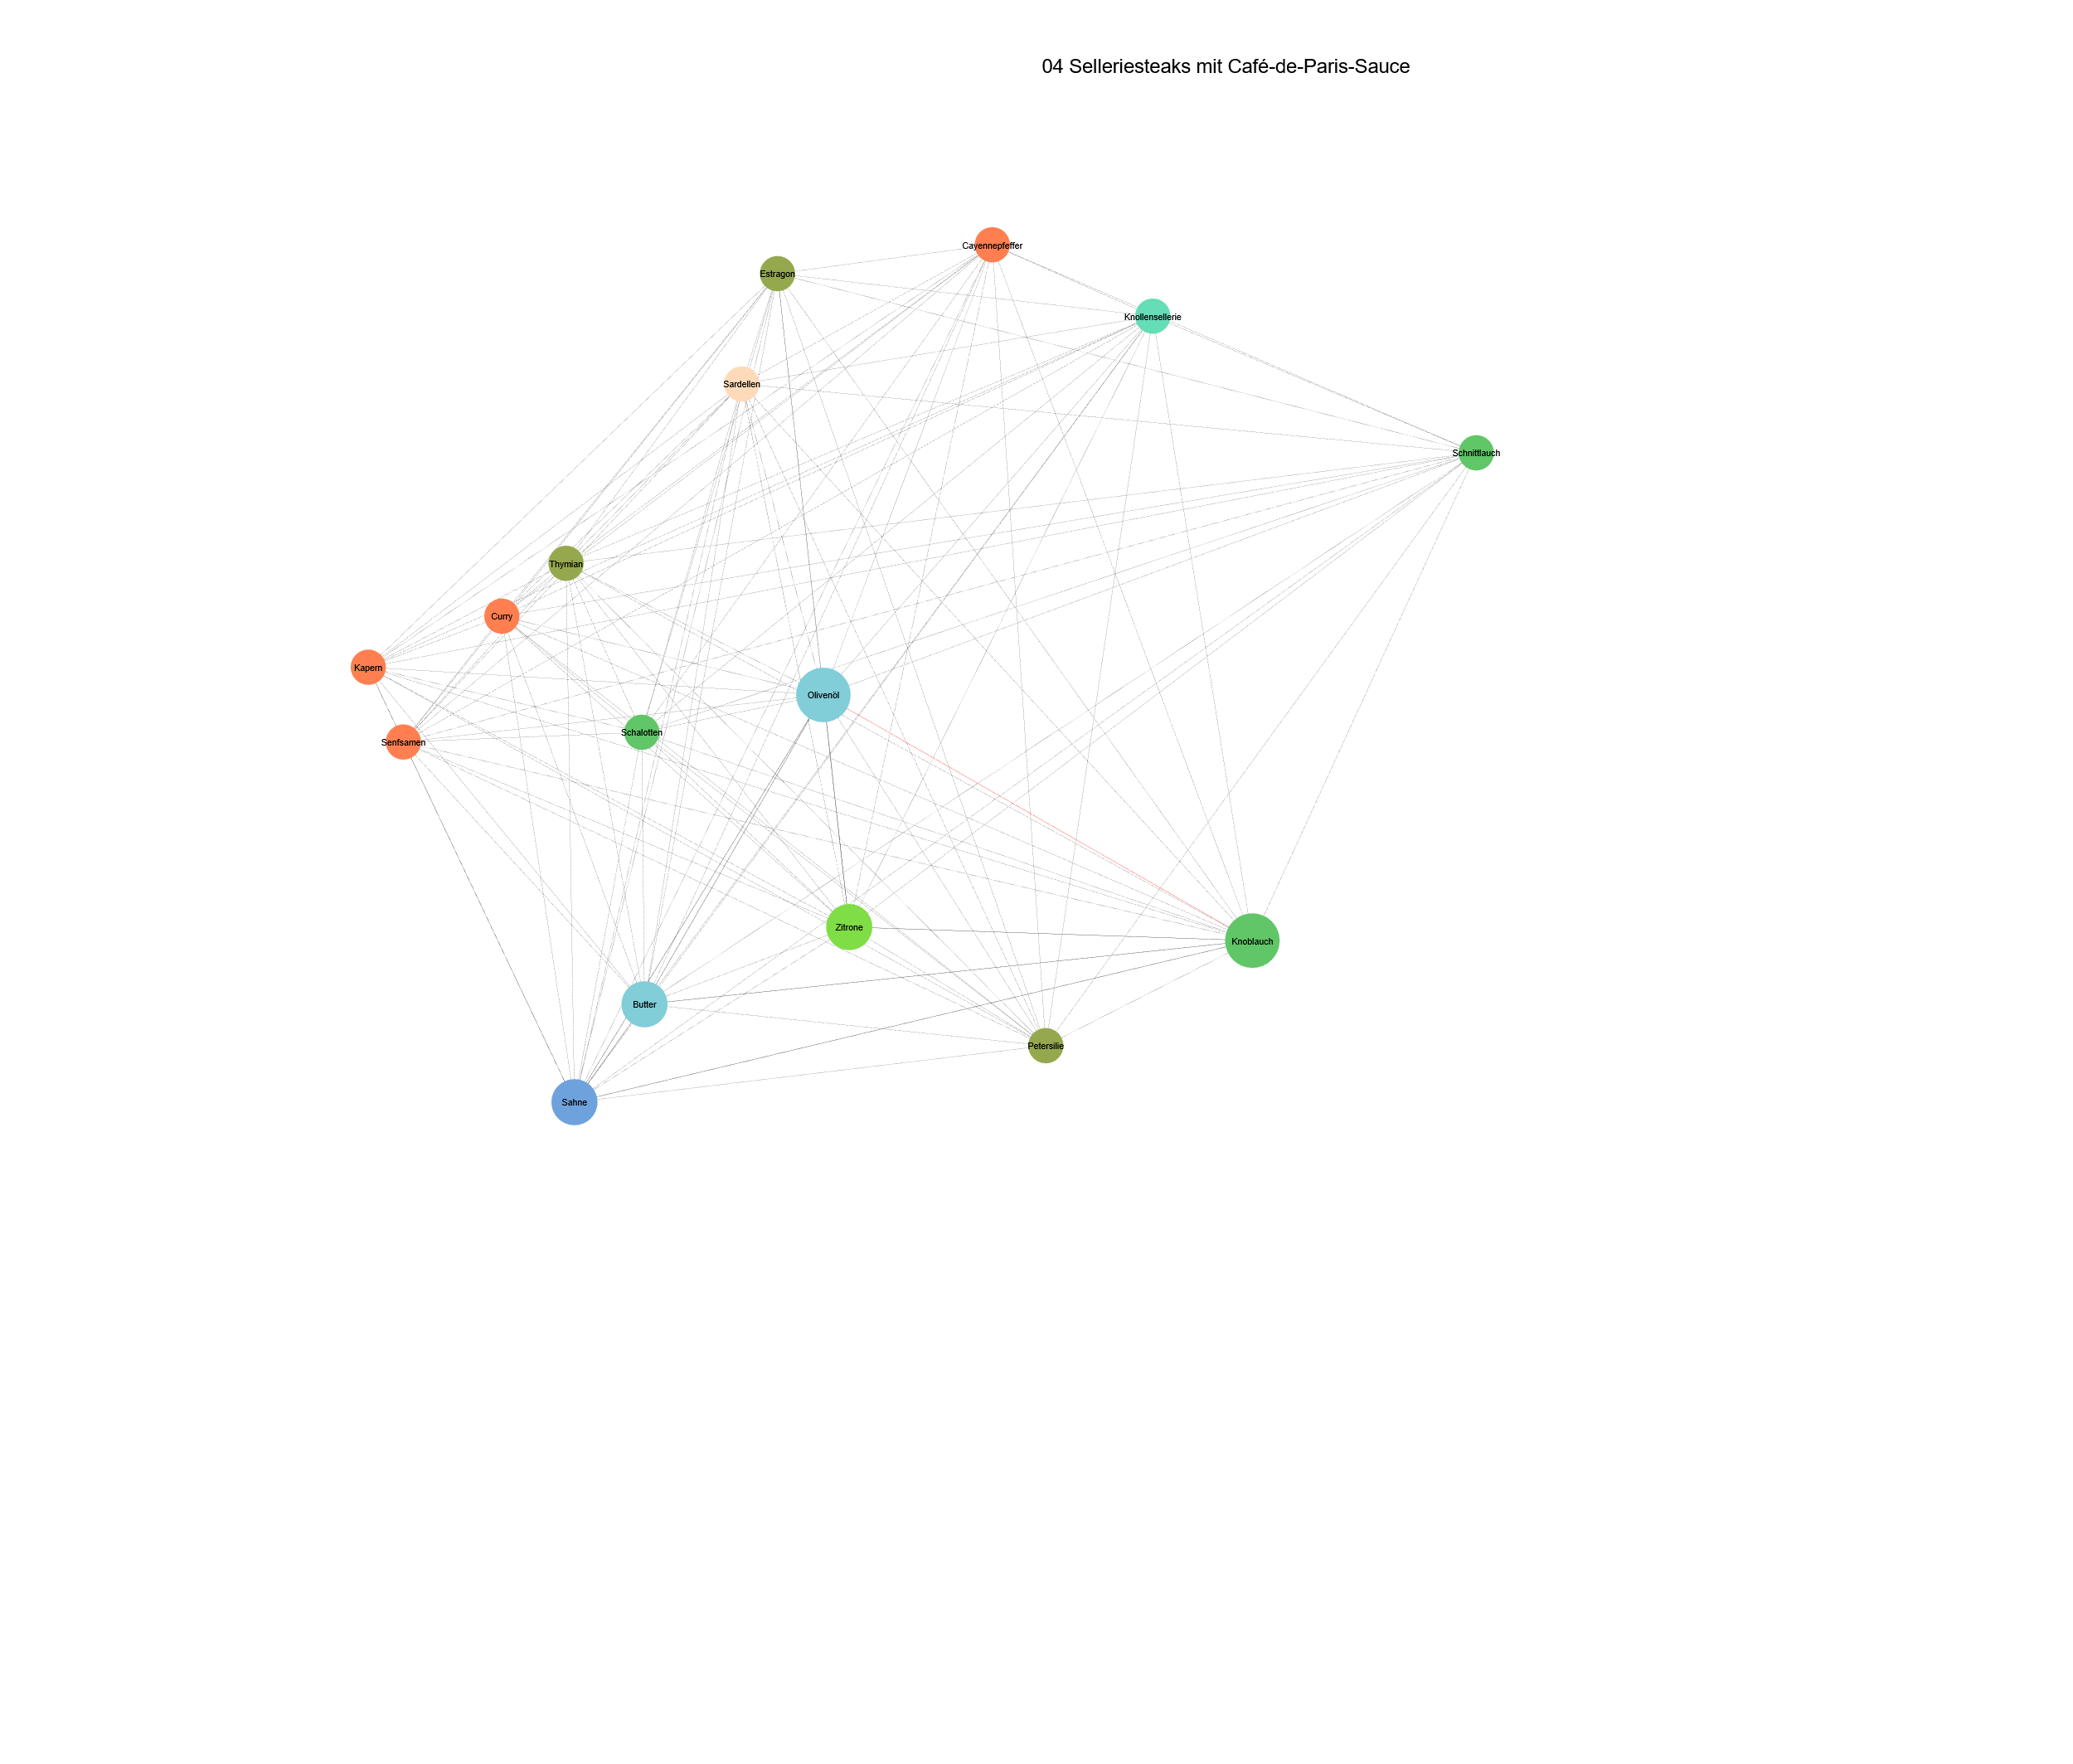 04 Selleriesteaks mit Café-de-Paris-Sauce
Cayennepfeffer
Estragon
Knollensellerie
Sardellen
Schnittlauch
Thymian
Curry
Kapern
Olivenöl
Schalotten
Senfsamen
Zitrone
Knoblauch
Butter
Petersilie
Sahne